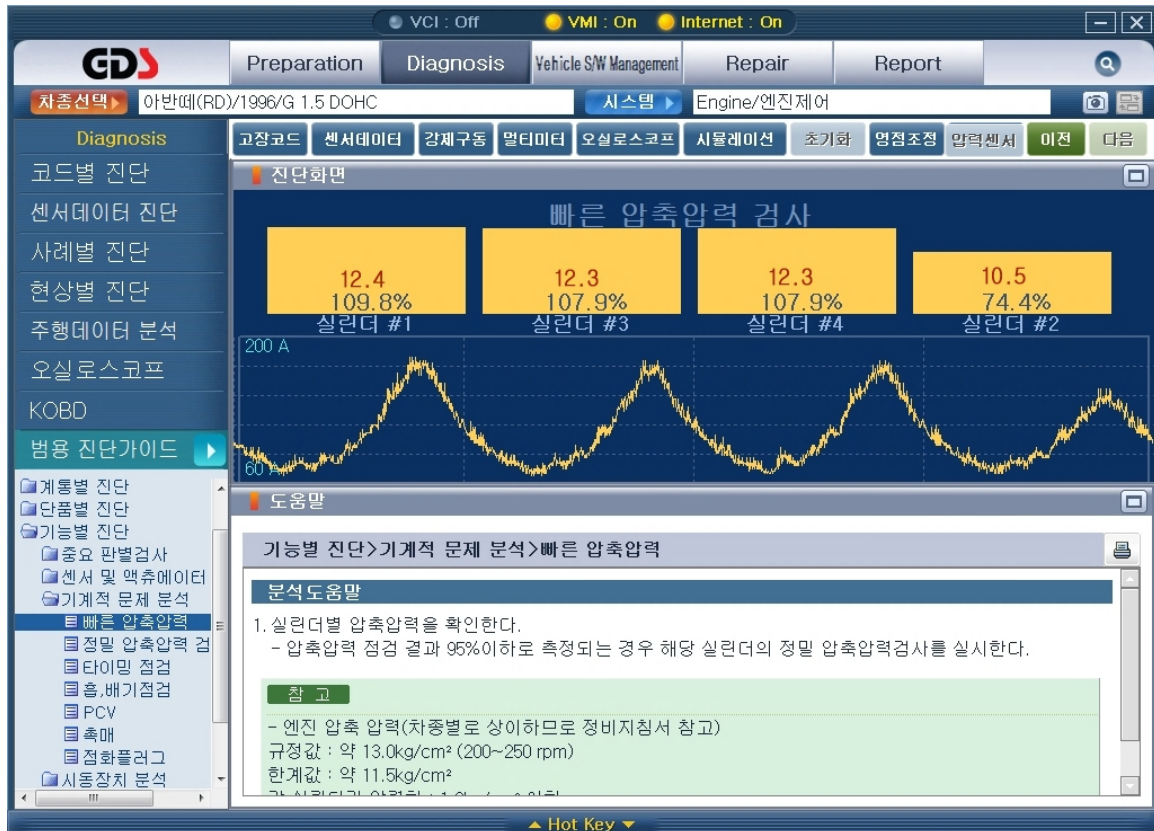 VCI : Off VMI : On Internet : On
GDS Preparation Diagnosis Vehicle S/W Management Repair Report
차종선택 아반떼(RD)/1996/G 1.5 DOHC 시스템 Engine/엔진제어
Diagnosis
고장코드 센서데이터 강제구동 멀티미터 오실로스코프 시뮬레이션 초기화 영점조정 압력센서 이전 다음
코드별 진단
센서데이터 진단
사례별 진단
현상별 진단
주행데이터 분석
오실로스코프
KOBD
범용 진단가이드
계통별 진단
단품별 진단
기능별 진단
중요 판별검사
센서 및 액츄에이터
기계적 문제 분석
빠른 압축압력
정밀 압축압력 검
타이밍 점검
흡,배기점검
PCV
촉매
점화플러그
시동장치 분석
진단화면
빠른 압축압력 검사
12.4 12.3 12.3 10.5
109.8% 107.9% 107.9% 74.4%
실린더 #1 실린더 #3 실린더 #4 실린더 #2
200 A
60 A
도움말
기능별 진단>기계적 문제 분석>빠른 압축압력
분석도움말
1. 실린더별 압축압력을 확인한다.
- 압축압력 점검 결과 95%이하로 측정되는 경우 해당 실린더의 정밀 압축압력검사를 실시한다.
참 고
- 엔진 압축 압력(차종별로 상이하므로 정비지침서 참고)
규정값 : 약 13.0kg/cm² (200~250 rpm)
한계값 : 약 11.5kg/cm²
Hot Key